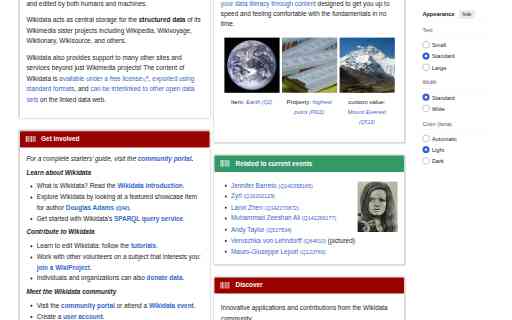 and edited by both humans and machines.
Wikidata acts as central storage for the structured data of its
Wikimedia sister projects including Wikipedia, Wikivoyage,
Wiktionary, Wikisource, and others.
Wikidata also provides support to many other sites and
services beyond just Wikimedia projects! The content of
Wikidata is available under a free license, exported using
standard formats, and can be interlinked to other open data
sets on the linked data web.
Get involved
For a complete starters' guide, visit the community portal.
Learn about Wikidata
• What is Wikidata? Read the Wikidata introduction.
• Explore Wikidata by looking at a featured showcase item
for author Douglas Adams (Q42).
• Get started with Wikidata's SPARQL query service.
Contribute to Wikidata
• Learn to edit Wikidata: follow the tutorials.
• Work with other volunteers on a subject that interests you:
join a WikiProject.
• Individuals and organizations can also donate data.
Meet the Wikidata community
• Visit the community portal or attend a Wikidata event.
• Create a user account.
your data literacy through content designed to get you up to
speed and feeling comfortable with the fundamentals in no
time.
Item: Earth (Q2)
Property: highest
point (P610)
custom value:
Mount Everest
(Q513)
Related to current events
• Jennifer Barreto
• Zyt!
• Lanxi Zhen
• Muhammad Zeeshan Ali
• Andy Taylor
• Veruschka von Lehndorff (pictured)
• Mauro-Giuseppe Lepori
Discover
Innovative applications and contributions from the Wikidata
community.
Appearance hide
Text
Small
Standard
Large
Width
Standard
Wide
Color (beta)
Automatic
Light
Dark